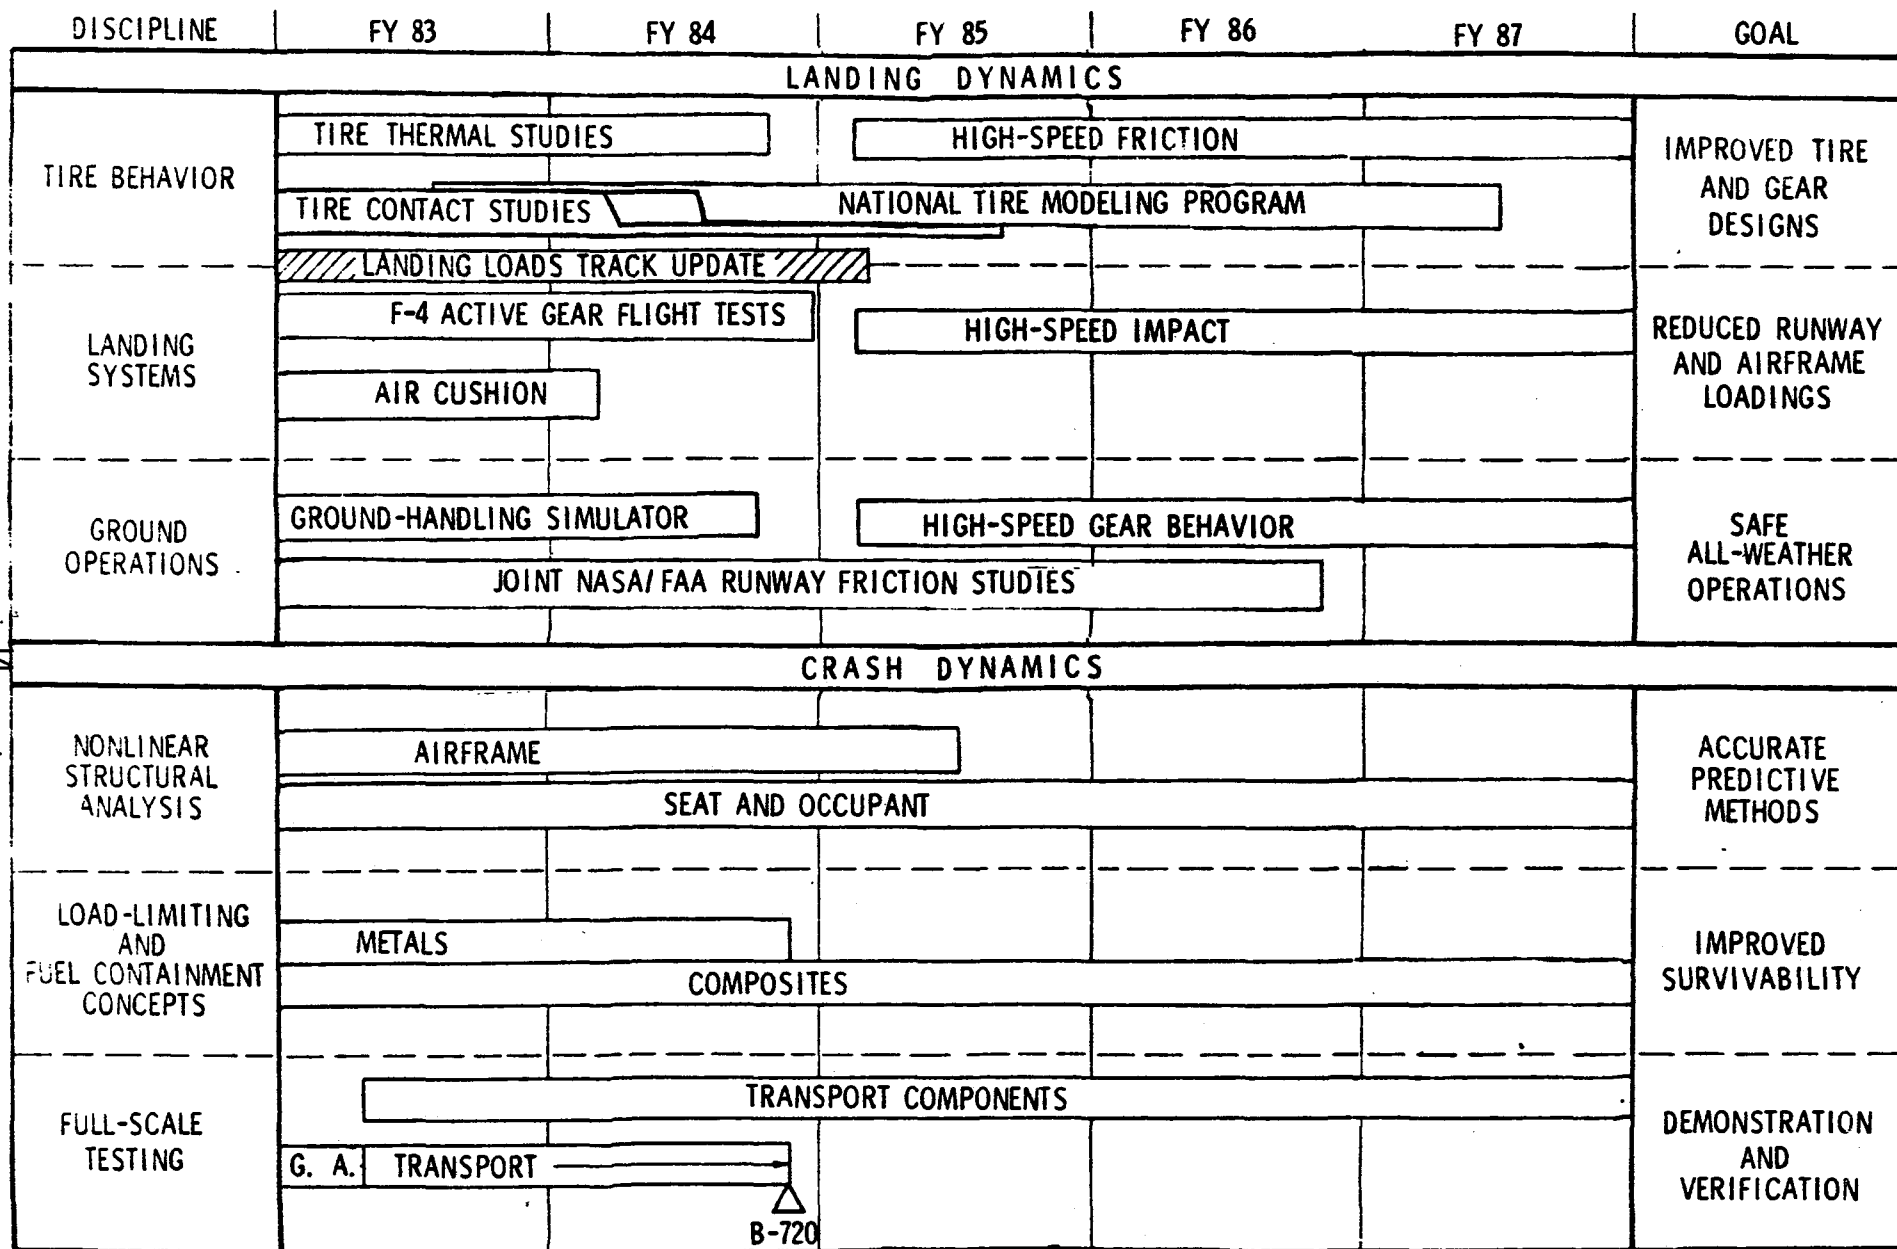 DISCIPLINE FY 83 FY 84 FY 85 FY 86 FY 87 GOAL
LANDING DYNAMICS
TIRE BEHAVIOR
TIRE THERMAL STUDIES
HIGH-SPEED FRICTION
TIRE CONTACT STUDIES
NATIONAL TIRE MODELING PROGRAM
IMPROVED TIRE
AND GEAR
DESIGNS
LANDING LOADS TRACK UPDATE
LANDING
SYSTEMS
F-4 ACTIVE GEAR FLIGHT TESTS
HIGH-SPEED IMPACT
AIR CUSHION
REDUCED RUNWAY
AND AIRFRAME
LOADINGS
GROUND
OPERATIONS
GROUND-HANDLING SIMULATOR
HIGH-SPEED GEAR BEHAVIOR
JOINT NASA/FAA RUNWAY FRICTION STUDIES
SAFE
ALL-WEATHER
OPERATIONS
CRASH DYNAMICS
NONLINEAR
STRUCTURAL
ANALYSIS
AIRFRAME
SEAT AND OCCUPANT
ACCURATE
PREDICTIVE
METHODS
LOAD-LIMITING
AND
FUEL CONTAINMENT
CONCEPTS
METALS
COMPOSITES
IMPROVED
SURVIVABILITY
FULL-SCALE
TESTING
TRANSPORT COMPONENTS
G. A. TRANSPORT
B-720
DEMONSTRATION
AND
VERIFICATION